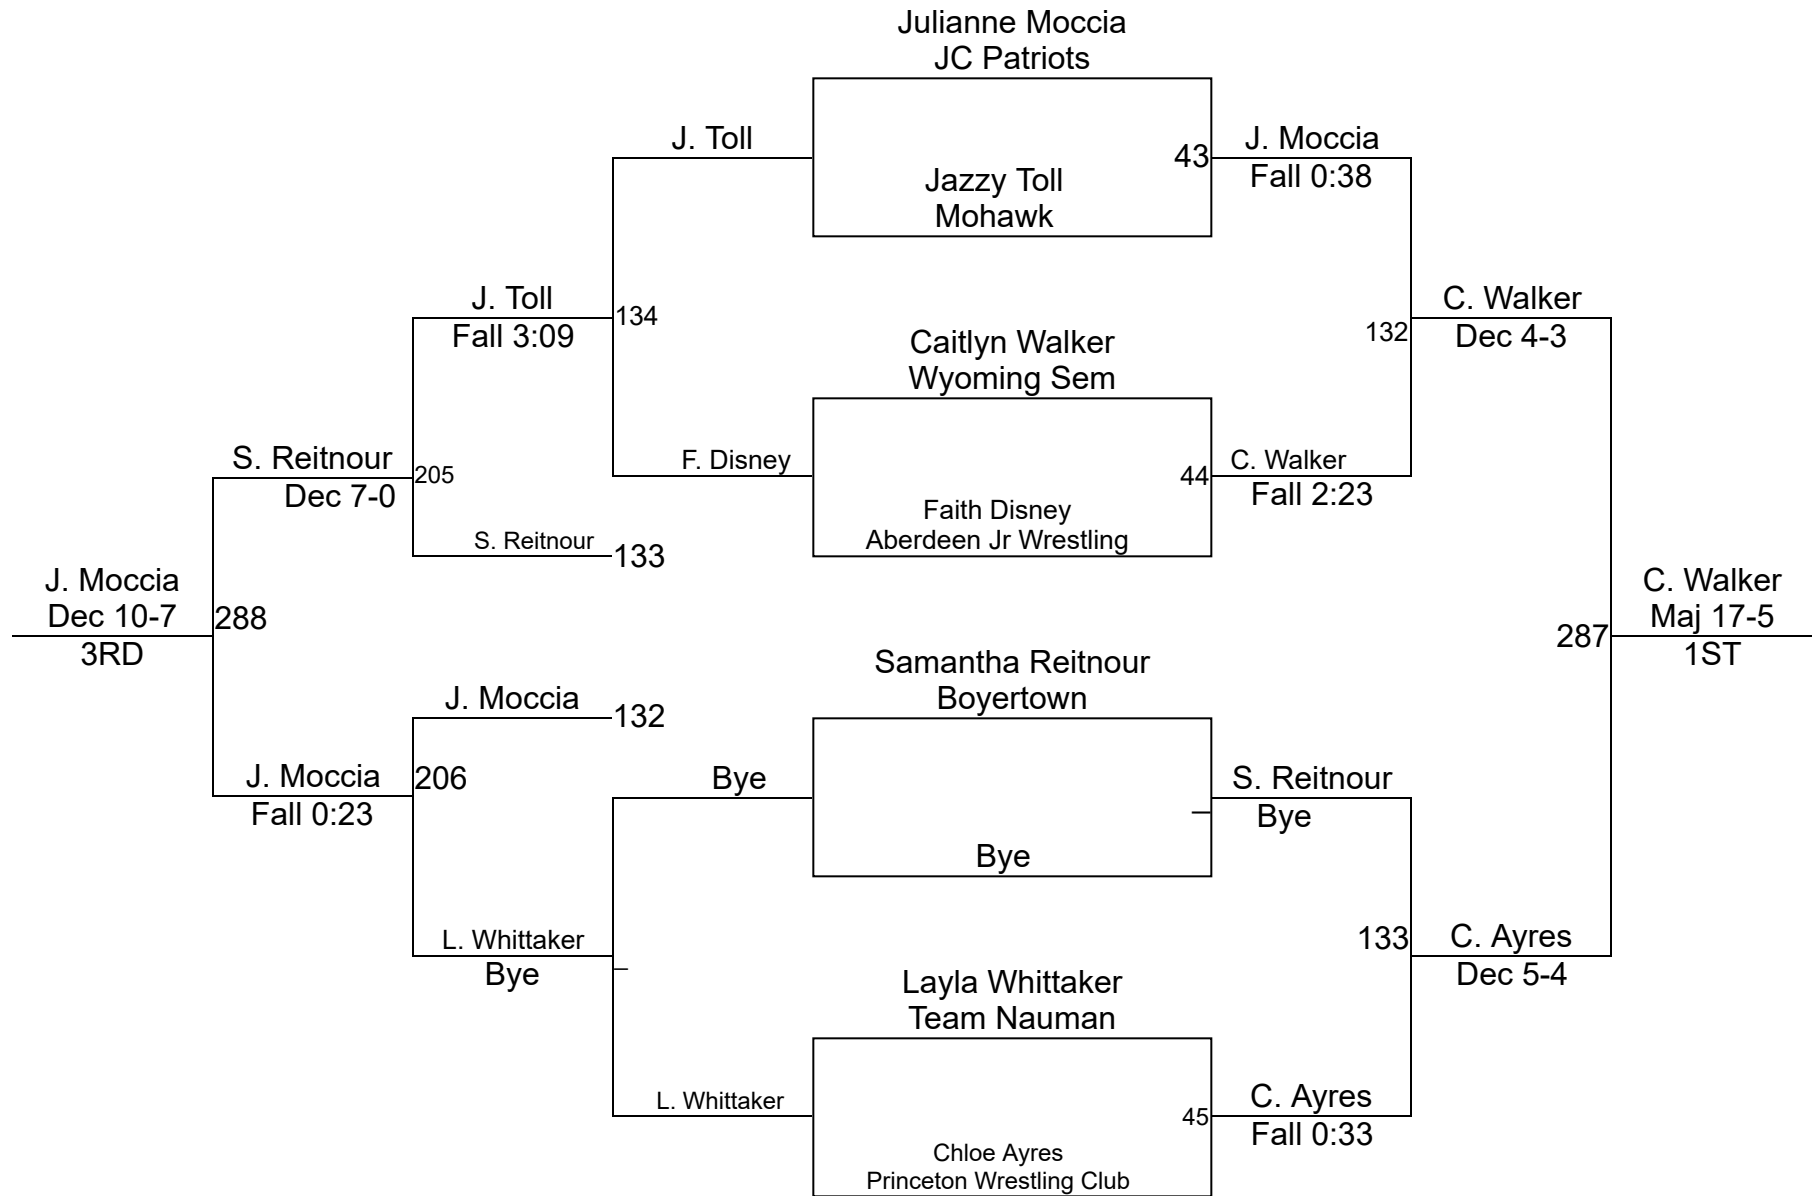 Julianne Moccia
JC Patriots
J. Toll
43
J. Moccia
Fall 0:38
Jazzy Toll
Mohawk
J. Toll
Fall 3:09
134
Caitlyn Walker
Wyoming Sem
132
C. Walker
Dec 4-3
S. Reitnour
Dec 7-0
205
F. Disney
44
C. Walker
Fall 2:23
Faith Disney
Aberdeen Jr Wrestling
S. Reitnour
133
J. Moccia
Dec 10-7
3RD
288
287
C. Walker
Maj 17-5
1ST
Samantha Reitnour
Boyertown
J. Moccia
132
J. Moccia
Fall 0:23
206
Bye
S. Reitnour
Bye
Bye
L. Whittaker
Bye
133
C. Ayres
Dec 5-4
Layla Whittaker
Team Nauman
L. Whittaker
45
C. Ayres
Fall 0:33
Chloe Ayres
Princeton Wrestling Club